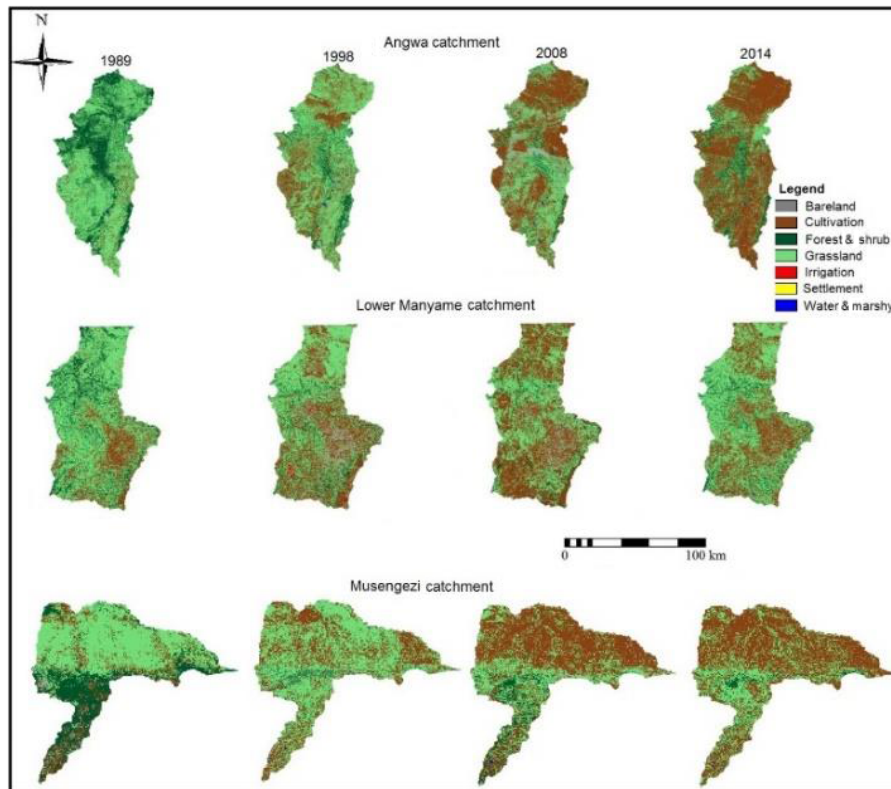 N
Angwa catchment
1989
1998
2008
2014
Legend
Bareland
Cultivation
Forest & shrub
Grassland
Irrigation
Settlement
Water & marshy
Lower Manyame catchment
0 100 km
Musengezi catchment